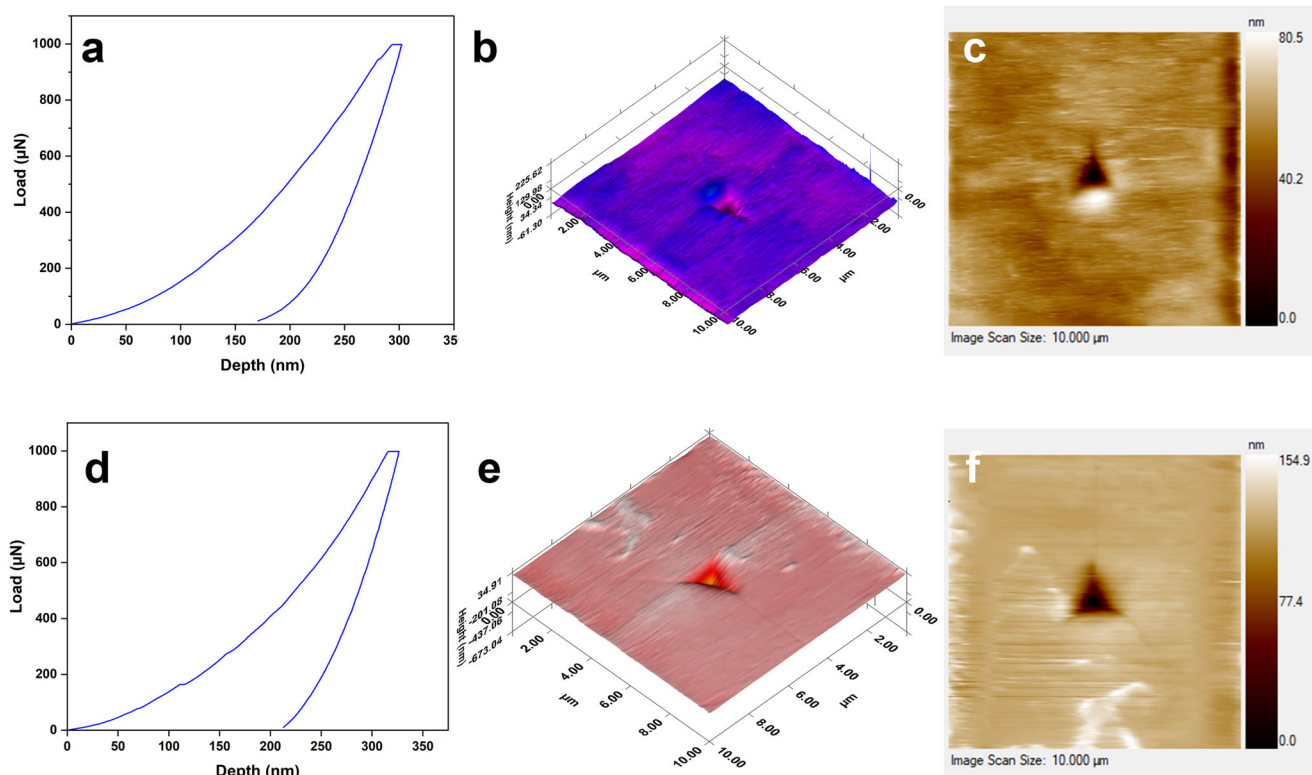 a
1000
800
600
400
200
0
Load (µN)
0 50 100 150 200 250 300 35
Depth (nm)
b
225.62
129.98
34.34
-61.30
Height (nm)
0.00
2.00
4.00
6.00
8.00
10.00
µm
0.00
2.00
4.00
6.00
8.00
10.00
µm
c
nm
80.5
40.2
0.0
Image Scan Size: 10.000 µm
d
1000
800
600
400
200
0
Load (µN)
0 50 100 150 200 250 300 350
Depth (nm)
e
34.91
-201.08
-437.06
-673.04
Height (nm)
0.00
2.00
4.00
6.00
8.00
10.00
µm
0.00
2.00
4.00
6.00
8.00
10.00
µm
f
nm
154.9
77.4
0.0
Image Scan Size: 10.000 µm